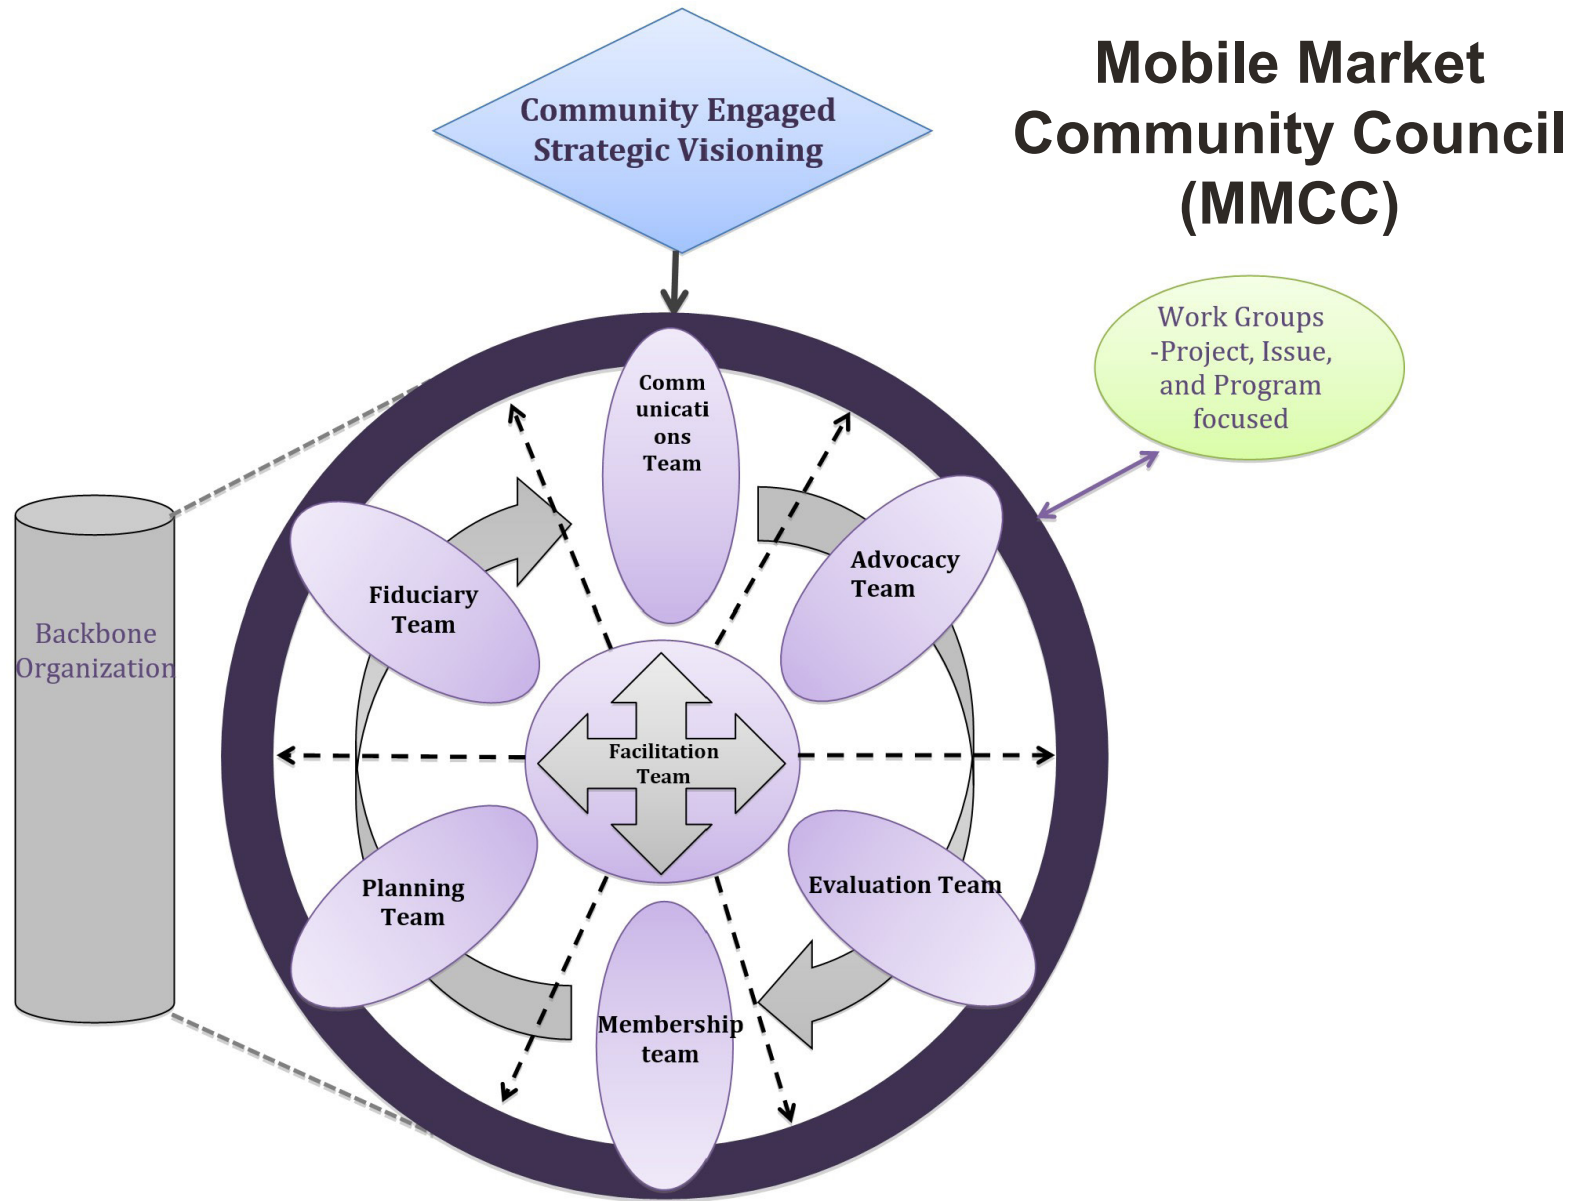 Mobile Market
Community Council
(MMCC)
Community Engaged
Strategic Visioning
Work Groups
-Project, Issue,
and Program
focused
Comm
unicati
ons
Team
Advocacy
Team
Fiduciary
Team
Backbone
Organization
Facilitation
Team
Planning
Team
Evaluation Team
Membership
team